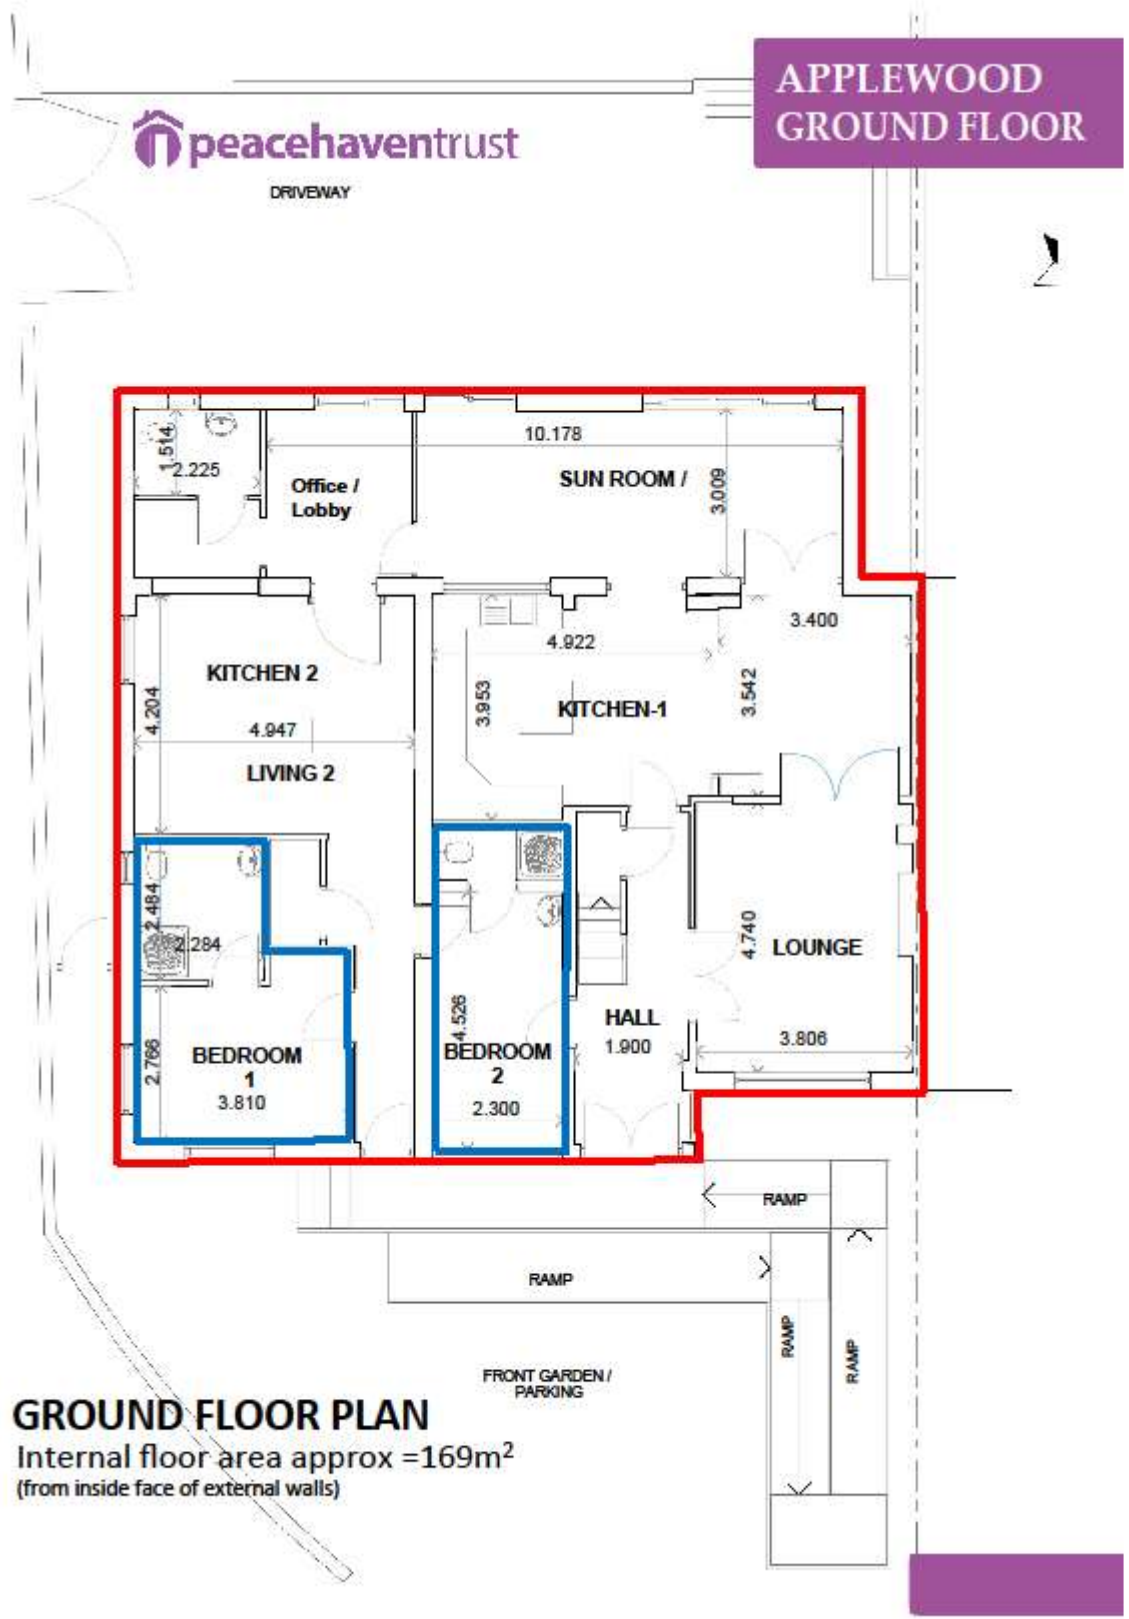 APPLEWOOD
GROUND FLOOR
peacehaventrust
DRIVEWAY
10.178
1.514
2.225
SUN ROOM /
3.009
Office /
Lobby
3.400
4.922
KITCHEN 2
3.542
4.204
3.953
KITCHEN-1
4.947
LIVING 2
2.484
2.284
4.740
LOUNGE
4.526
HALL
1.900
3.806
2.766
BEDROOM
1
3.810
BEDROOM
2
2.300
RAMP
RAMP
RAMP
RAMP
FRONT GARDEN /
PARKING
GROUND FLOOR PLAN
Internal floor area approx =169m²
(from inside face of external walls)